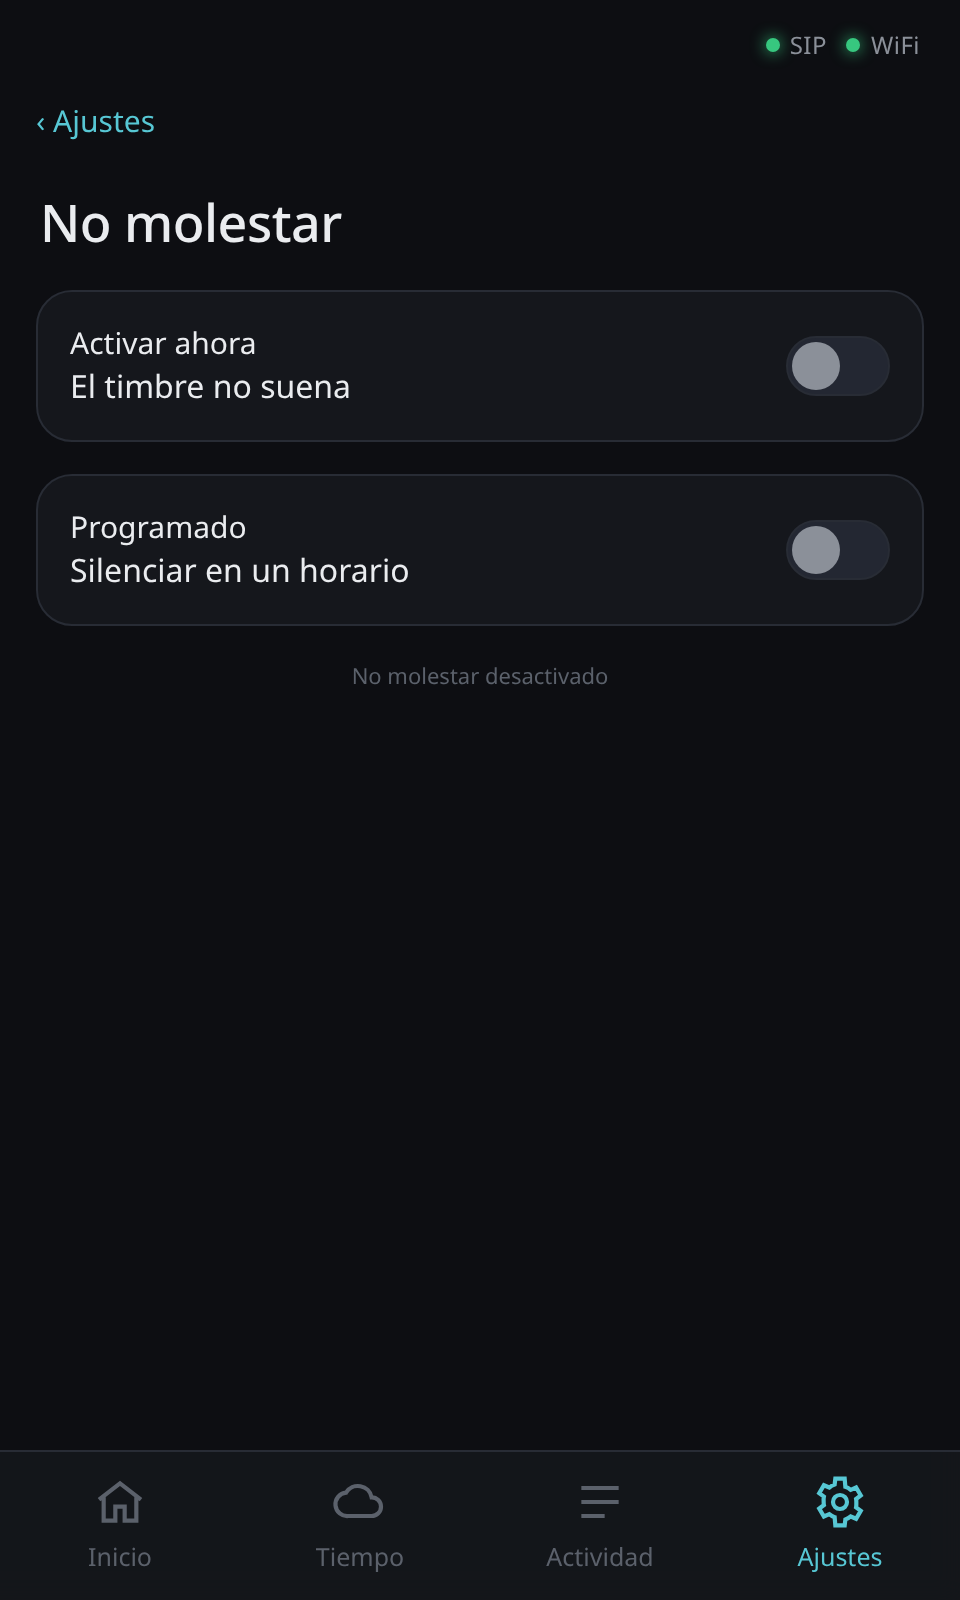 SIP WiFi
‹ Ajustes
No molestar
Activar ahora
El timbre no suena
Programado
Silenciar en un horario
No molestar desactivado
Inicio Tiempo Actividad Ajustes